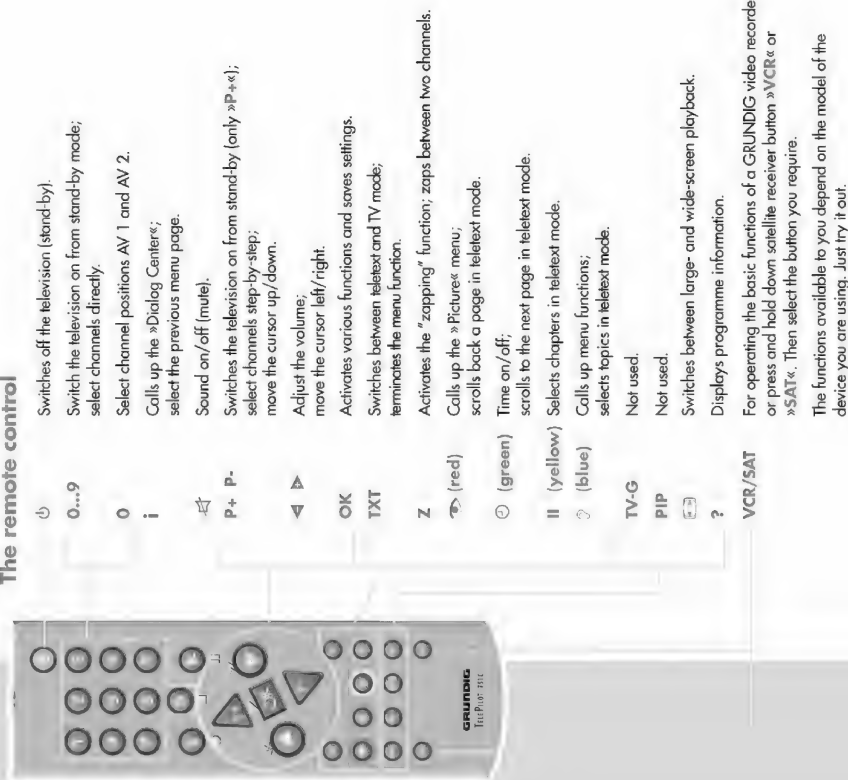 The remote control
Switches off the television (stand-by).
0...9 Switch the television on from stand-by mode;
select channels directly.
0 Select channel positions AV 1 and AV 2.
i Calls up the »Dialog Center«;
select the previous menu page.
Sound on/off (mute).
P+ P- Switches the television on from stand-by (only »P+«);
select channels step-by-step;
move the cursor up/down.
Adjust the volume;
move the cursor left/right.
OK Activates various functions and saves settings.
TXT Switches between teletext and TV mode;
terminates the menu function.
Z Activates the "zapping" function; zaps between two channels.
(red) Calls up the »Picture« menu;
scrolls back a page in teletext mode.
(green) Time on/off;
scrolls to the next page in teletext mode.
II (yellow) Selects chapters in teletext mode.
(blue) Calls up menu functions;
selects topics in teletext mode.
TV-G Not used.
PIP Not used.
Switches between large- and wide-screen playback.
? Displays programme information.
VCR/SAT For operating the basic functions of a GRUNDIG video recorde
or press and hold down satellite receiver button »VCR« or
»SAT«. Then select the button you require.
The functions available to you depend on the model of the
device you are using. Just try it out.
GRUNDIG
TELEPILOT